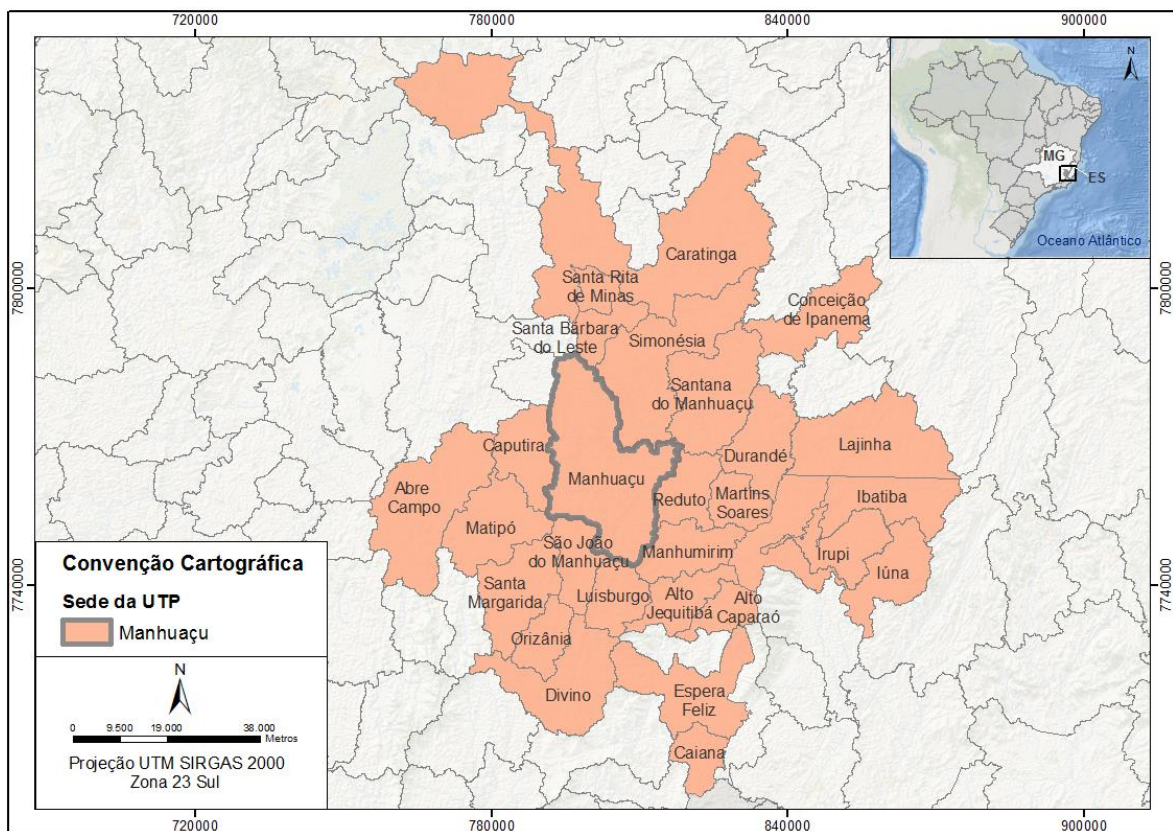 720000
780000
840000
900000
N
MG
ES
Oceano Atlântico
7800000
7800000
Caratinga
Santa Rita
de Minas
Conceição
de Ipanema
Santa Bárbara
do Leste
Simonésia
Santana
do Manhuaçu
Caputira
Durandé
Lajinha
Manhuaçu
Abre
Campo
Reduto
Martins
Soares
Ibatiba
Matipó
São João
do Manhuaçu
Manhumirim
Irupi
Iúna
7740000
7740000
Santa
Margarida
Luisburgo
Alto
Jequitibá
Alto
Caparaó
Orizânia
Divino
Espera
Feliz
Caiana
Convenção Cartográfica
Sede da UTP
Manhuaçu
N
0 9.500 19.000 38.000
Metros
Projeção UTM SIRGAS 2000
Zona 23 Sul
720000
780000
840000
900000